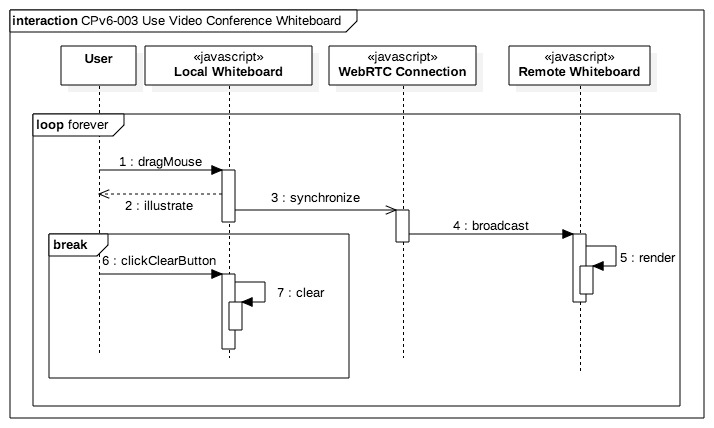 interaction CPv6-003 Use Video Conference Whiteboard
User
«javascript»
Local Whiteboard
«javascript»
WebRTC Connection
«javascript»
Remote Whiteboard
loop forever
1 : dragMouse
2 : illustrate
3 : synchronize
4 : broadcast
5 : render
break
6 : clickClearButton
7 : clear